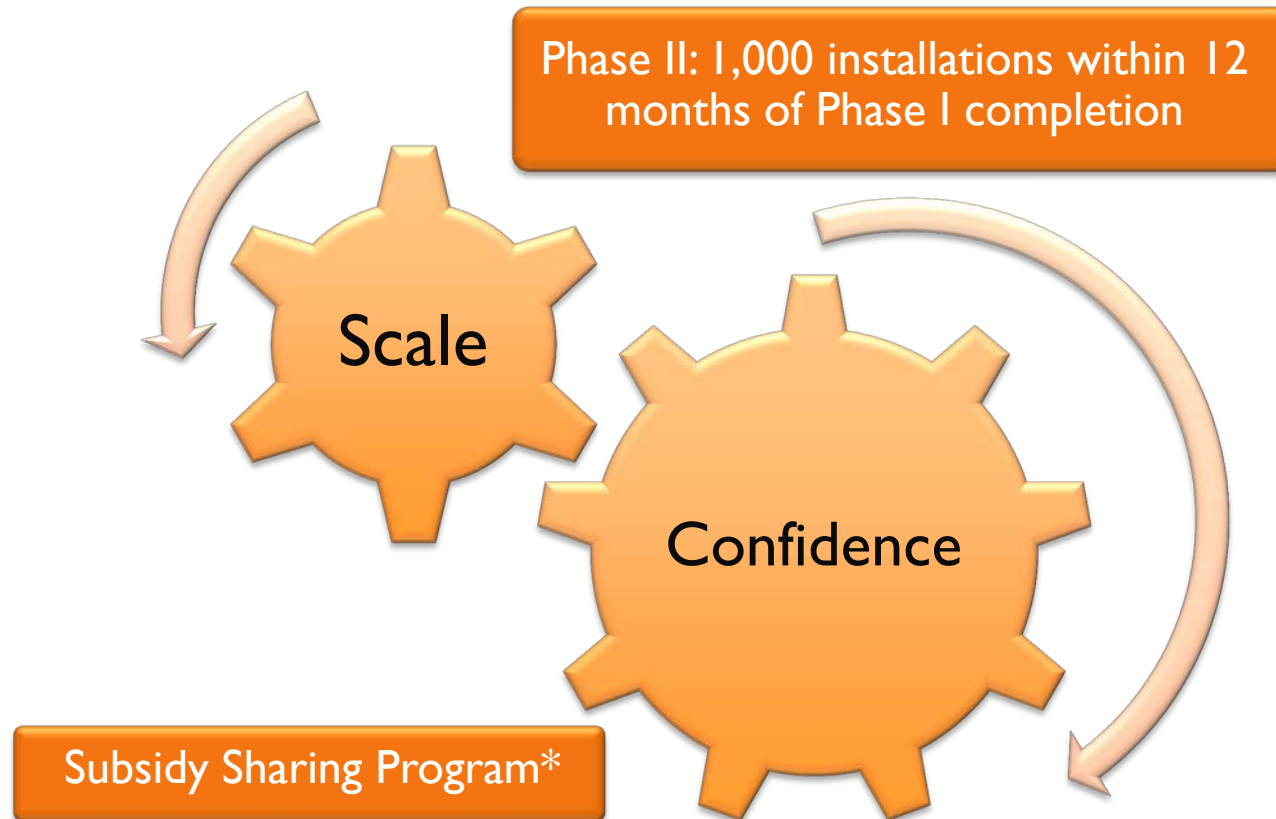 Phase II: 1,000 installations within 12
months of Phase I completion
Scale
Confidence
Subsidy Sharing Program*